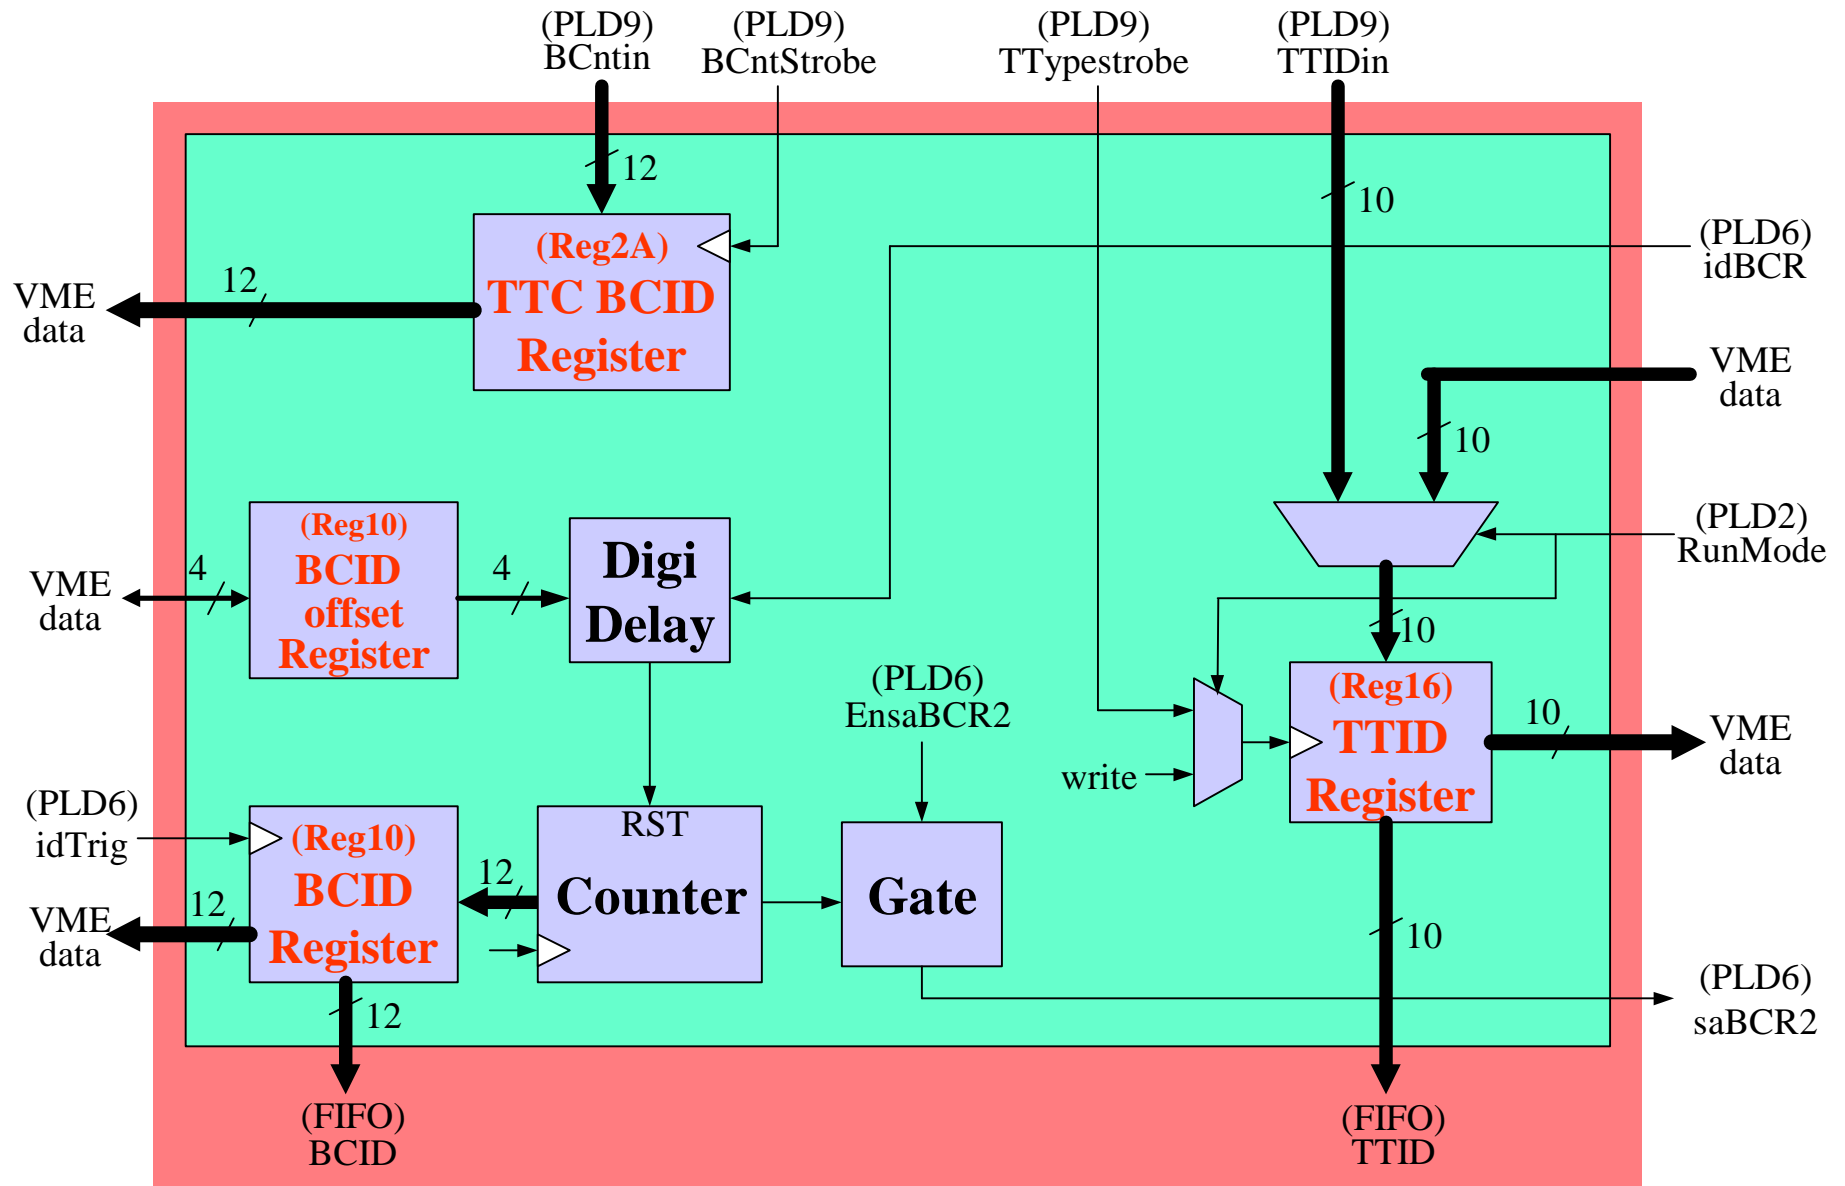 (PLD9)
BCntin
(PLD9)
BCntStrobe
(PLD9)
TTypestrobe
(PLD9)
TTIDin
12
10
(Reg2A)
TTC BCID
Register
(PLD6)
idBCR
12
VME
data
VME
data
10
(Reg10)
BCID
offset
Register
Digi
Delay
(PLD2)
RunMode
4
4
VME
data
10
(PLD6)
EnsaBCR2
(Reg16)
TTID
Register
10
VME
data
write
(PLD6)
idTrig
(Reg10)
BCID
Register
12
RST
Counter
Gate
12
VME
data
10
12
(PLD6)
saBCR2
(FIFO)
BCID
(FIFO)
TTID